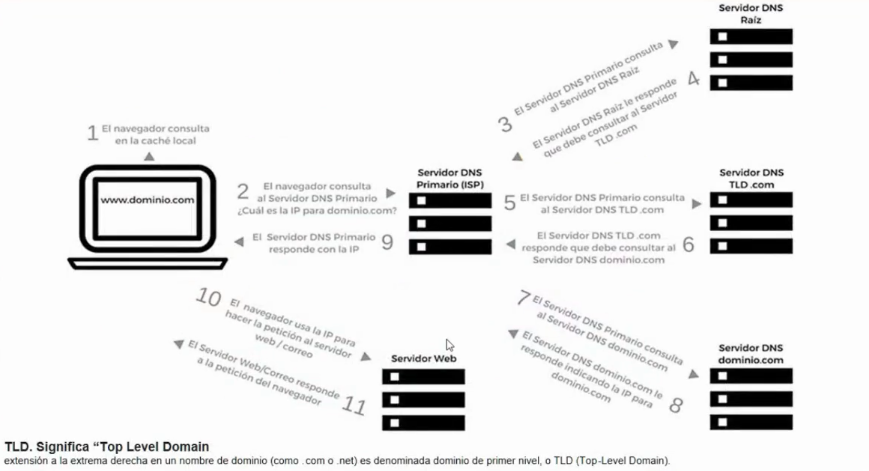 Servidor DNS
Raíz
3 El Servidor DNS Primario consulta
al Servidor DNS Raíz
El Servidor DNS Raíz le responde 4
que debe consultar al Servidor
TLD .com
1 El navegador consulta
en la caché local
www.dominio.com
2 El navegador consulta
al Servidor DNS Primario
¿Cuál es la IP para dominio.com?
El Servidor DNS Primario 9
responde con la IP
Servidor DNS
Primario (ISP)
5 El Servidor DNS Primario consulta
al Servidor DNS TLD .com
El Servidor DNS TLD .com
responde que debe consultar al 6
Servidor DNS dominio.com
Servidor DNS
TLD .com
10 El navegador usa la IP para
hacer la petición al servidor
web / correo
El Servidor Web/Correo responde
a la petición del navegador 11
Servidor Web
7 El Servidor DNS Primario consulta
al Servidor DNS dominio.com
El Servidor DNS dominio.com le
responde indicando la IP para 8
dominio.com
Servidor DNS
dominio.com
TLD. Significa “Top Level Domain
extensión a la extrema derecha en un nombre de dominio (como .com o .net) es denominada dominio de primer nivel, o TLD (Top-Level Domain).